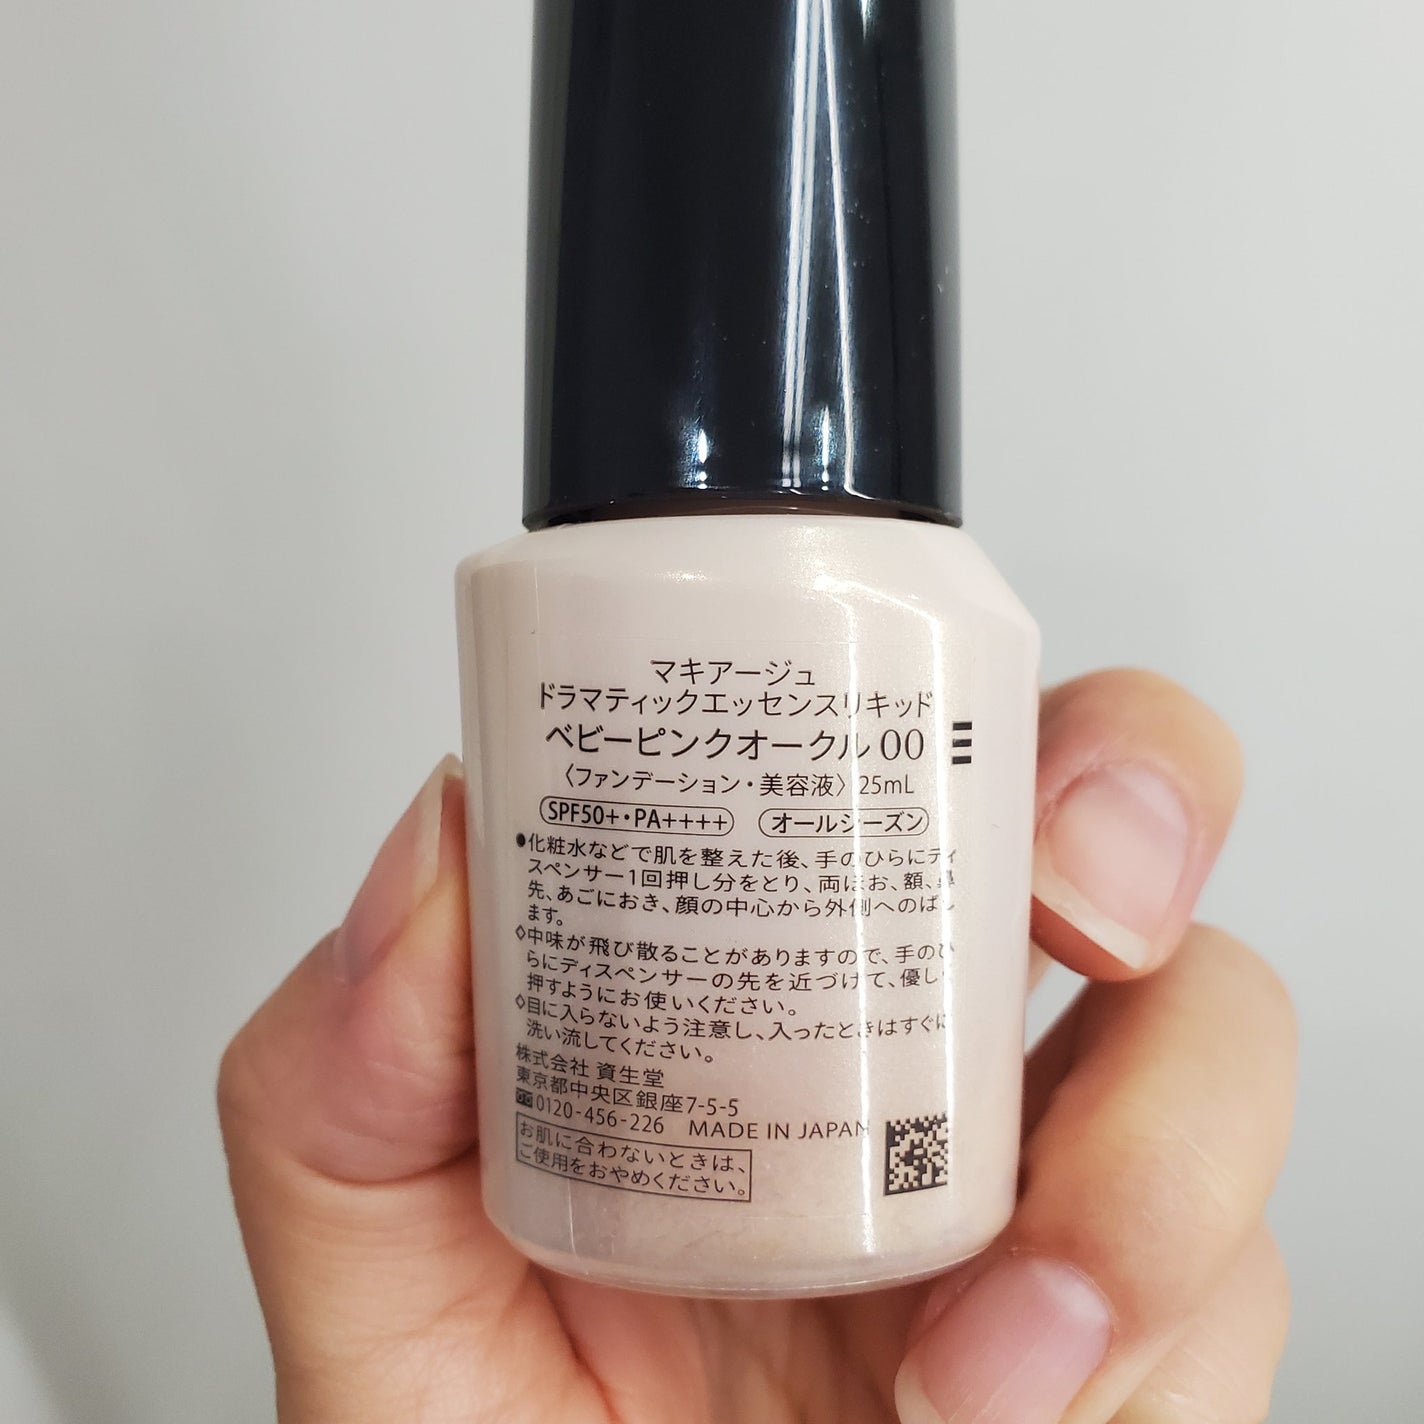 マキアージュ
ドラマティックエッセンスリキッド
ベビーピンクオークル 00
〈ファンデーション・美容液〉 25mL
SPF50+・PA++++ オールシーズン
●化粧水などで肌を整えた後、手のひらにディ
スペンサー1回押し分をとり、両ほお、額、鼻
先、あごにおき、顔の中心から外側へのばし
ます。
◇中味が飛び散ることがありますので、手のひ
らにディスペンサーの先を近づけて、優しく
押すようにお使いください。
◇目に入らないよう注意し、入ったときはすぐに
洗い流してください。
株式会社 資生堂
東京都中央区銀座7-5-5
0120-456-226 MADE IN JAPAN
お肌に合わないときは、
ご使用をおやめください。